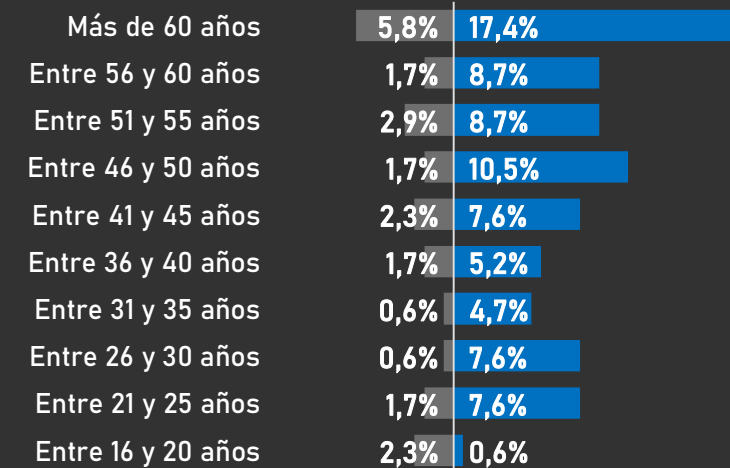 Más de 60 años 5,8% 17,4%
Entre 56 y 60 años 1,7% 8,7%
Entre 51 y 55 años 2,9% 8,7%
Entre 46 y 50 años 1,7% 10,5%
Entre 41 y 45 años 2,3% 7,6%
Entre 36 y 40 años 1,7% 5,2%
Entre 31 y 35 años 0,6% 4,7%
Entre 26 y 30 años 0,6% 7,6%
Entre 21 y 25 años 1,7% 7,6%
Entre 16 y 20 años 2,3% 0,6%